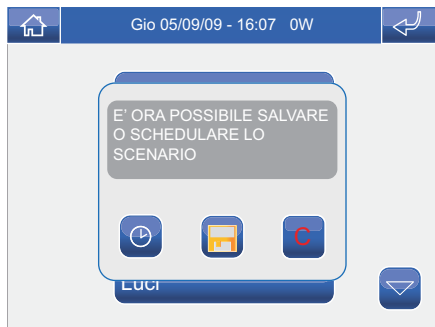 Gio 05/09/09 - 16:07 0W
E' ORA POSSIBILE SALVARE
O SCHEDULARE LO
SCENARIO
C
Luci